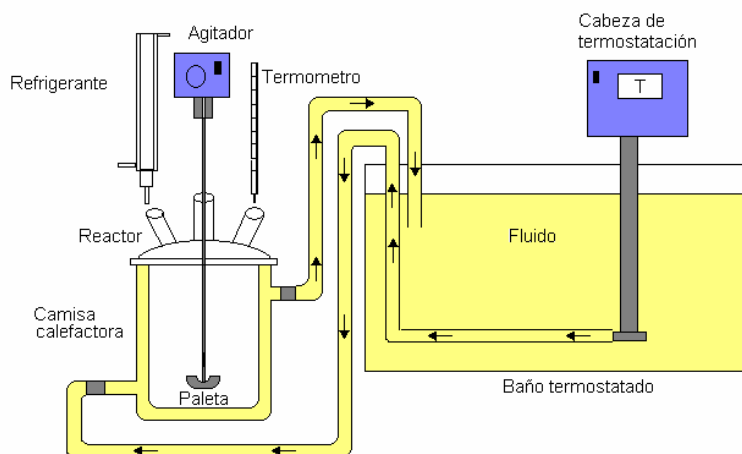 Agitador
Cabeza de
termostatación
Refrigerante
Termometro
T
Reactor
Fluido
Camisa
calefactora
Paleta
Baño termostatado